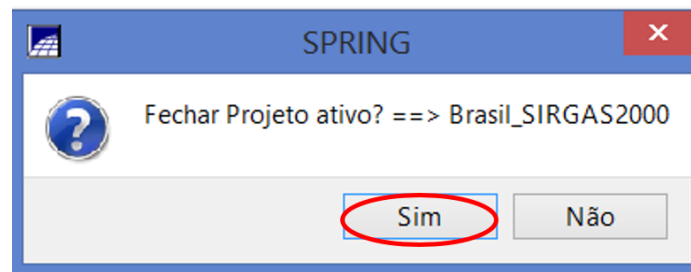 SPRING
Fechar Projeto ativo? ==> Brasil_SIRGAS2000
Sim
Não